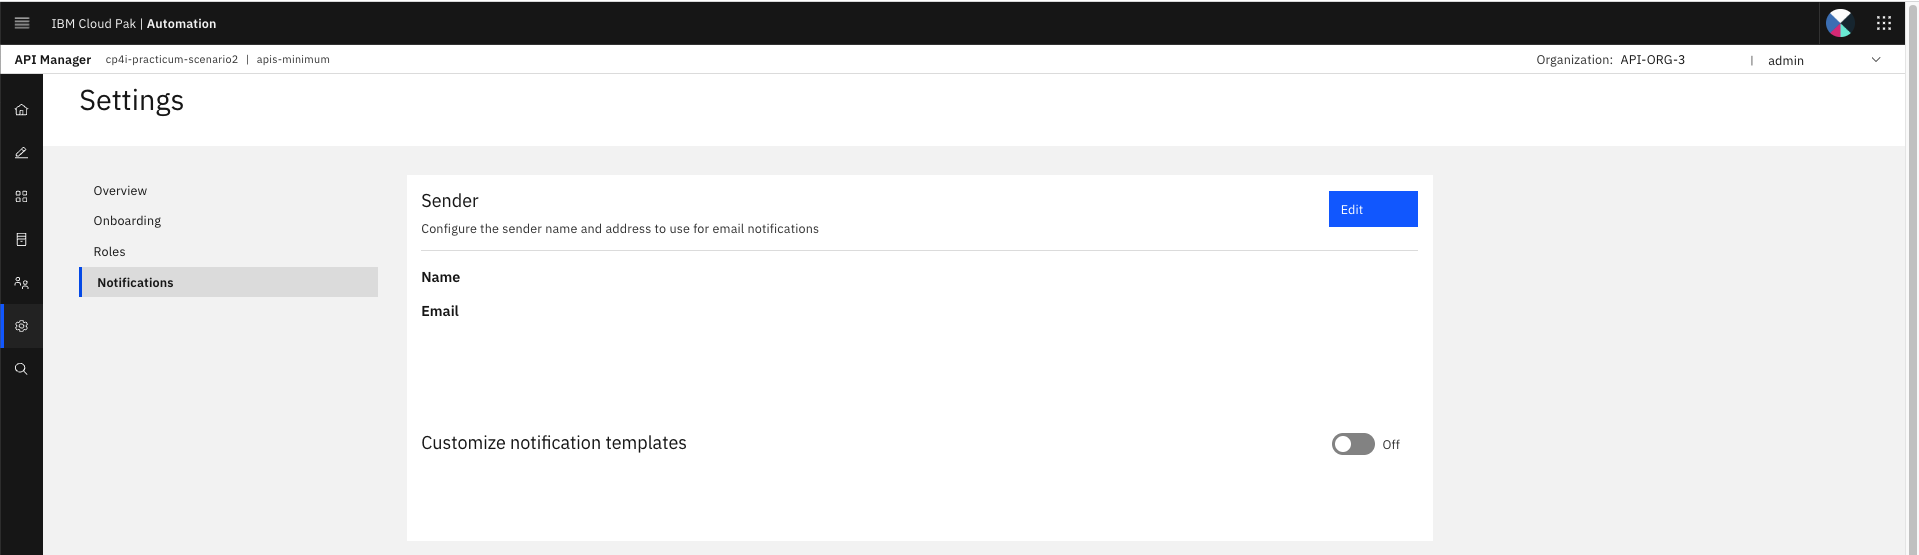 IBM Cloud Pak | Automation
API Manager cp4i-practicum-scenario2 | apis-minimum Organization: API-ORG-3 | admin
Settings
Overview
Onboarding
Roles
Notifications
Sender
Edit
Configure the sender name and address to use for email notifications
Name
Email
Customize notification templates
Off